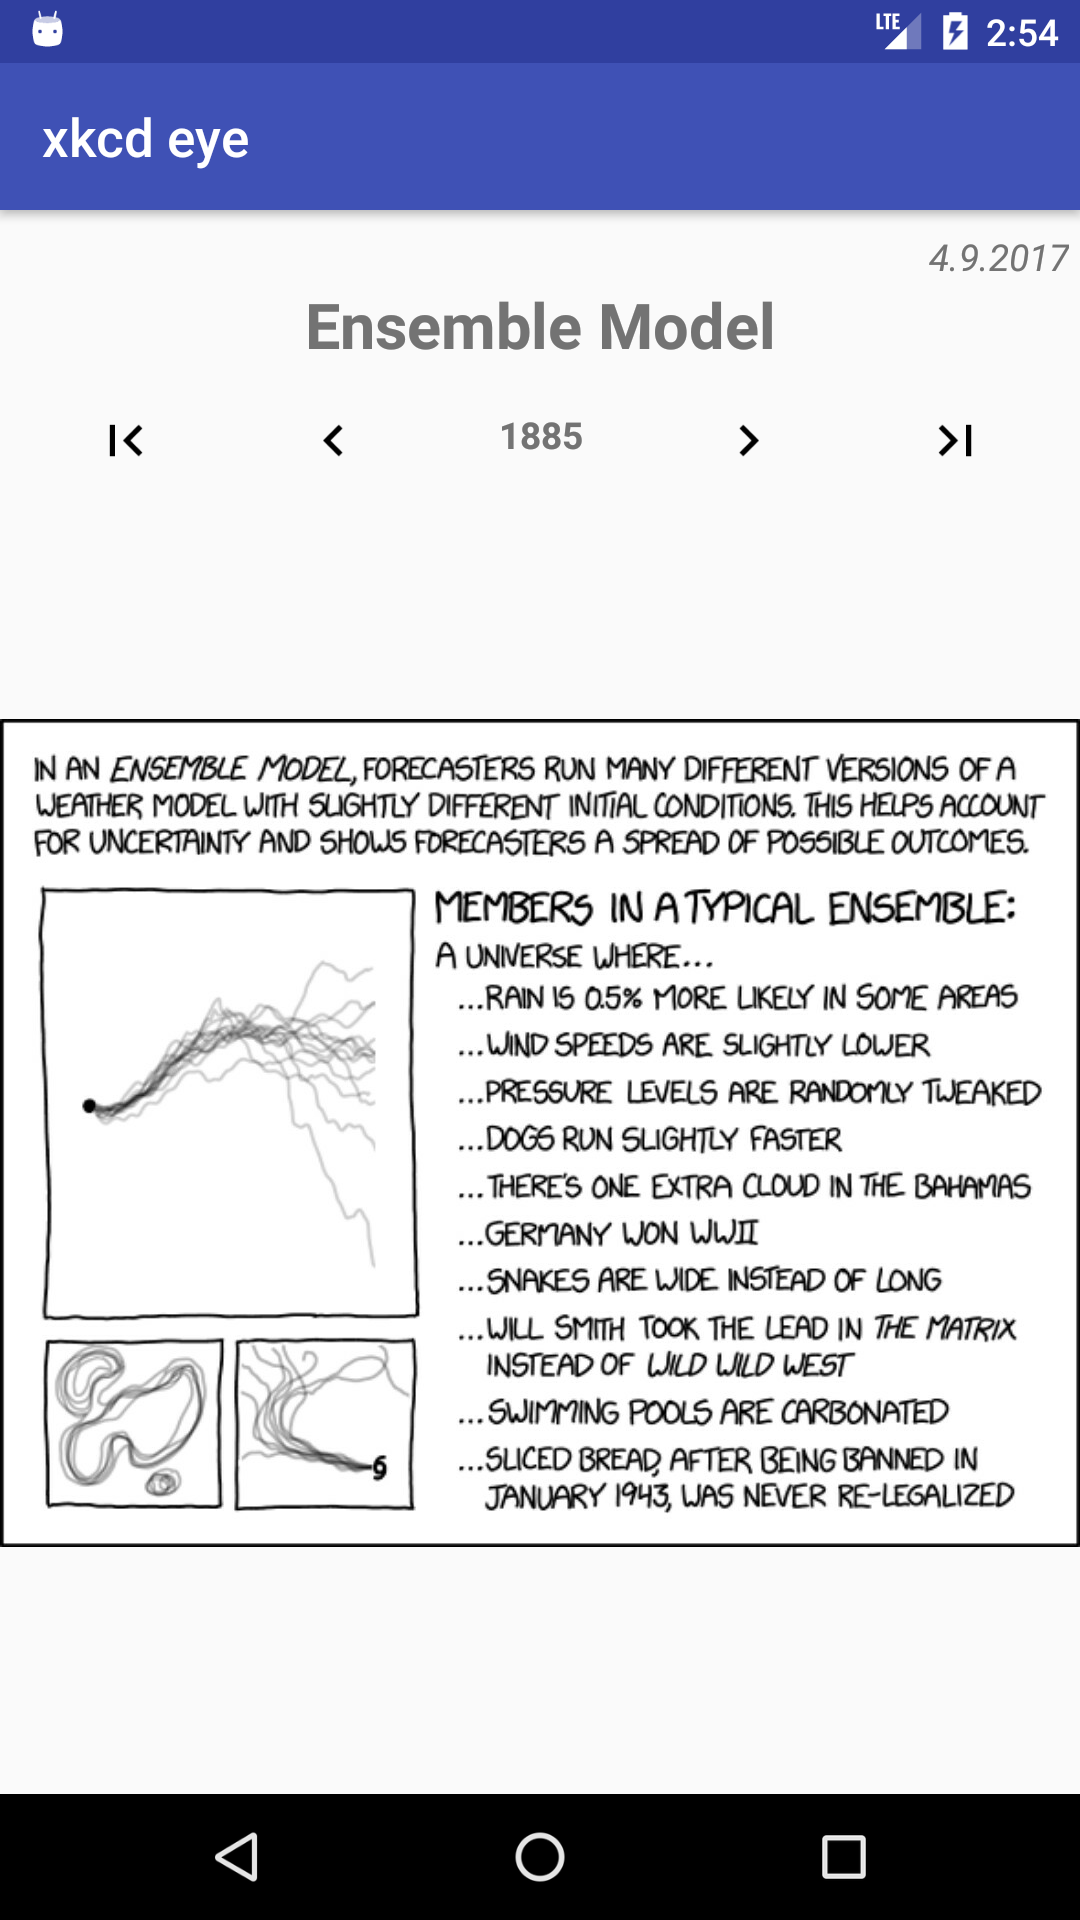 LTE 2:54
xkcd eye
4.9.2017
Ensemble Model
1885
IN AN ENSEMBLE MODEL, FORECASTERS RUN MANY DIFFERENT VERSIONS OF A
WEATHER MODEL WITH SLIGHTLY DIFFERENT INITIAL CONDITIONS. THIS HELPS ACCOUNT
FOR UNCERTAINTY AND SHOWS FORECASTERS A SPREAD OF POSSIBLE OUTCOMES.
MEMBERS IN A TYPICAL ENSEMBLE:
A UNIVERSE WHERE...
...RAIN IS 0.5% MORE LIKELY IN SOME AREAS
...WIND SPEEDS ARE SLIGHTLY LOWER
...PRESSURE LEVELS ARE RANDOMLY TWEAKED
...DOGS RUN SLIGHTLY FASTER
...THERE'S ONE EXTRA CLOUD IN THE BAHAMAS
...GERMANY WON WWII
...SNAKES ARE WIDE INSTEAD OF LONG
...WILL SMITH TOOK THE LEAD IN THE MATRIX
INSTEAD OF WILD WILD WEST
...SWIMMING POOLS ARE CARBONATED
...SLICED BREAD, AFTER BEING BANNED IN
JANUARY 1943, WAS NEVER RE-LEGALIZED